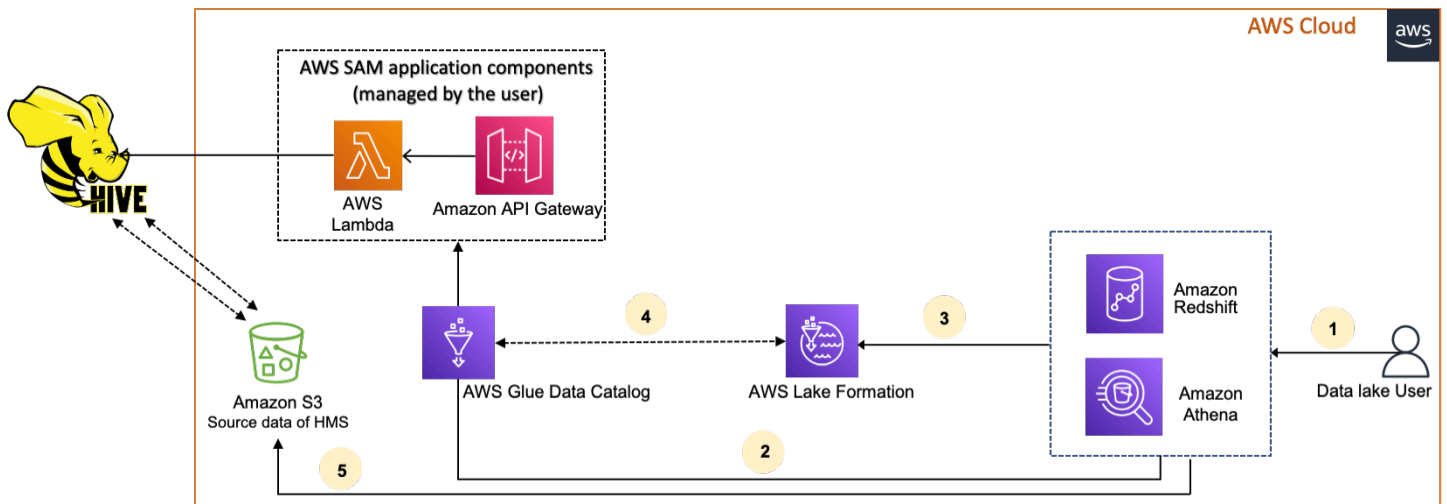 AWS Cloud
aws
AWS SAM application components
(managed by the user)
HIVE
AWS
Lambda
</>
Amazon API Gateway
Amazon
Redshift
Amazon
Athena
1
Data lake User
3
4
AWS Glue Data Catalog
AWS Lake Formation
Amazon S3
Source data of HMS
2
5